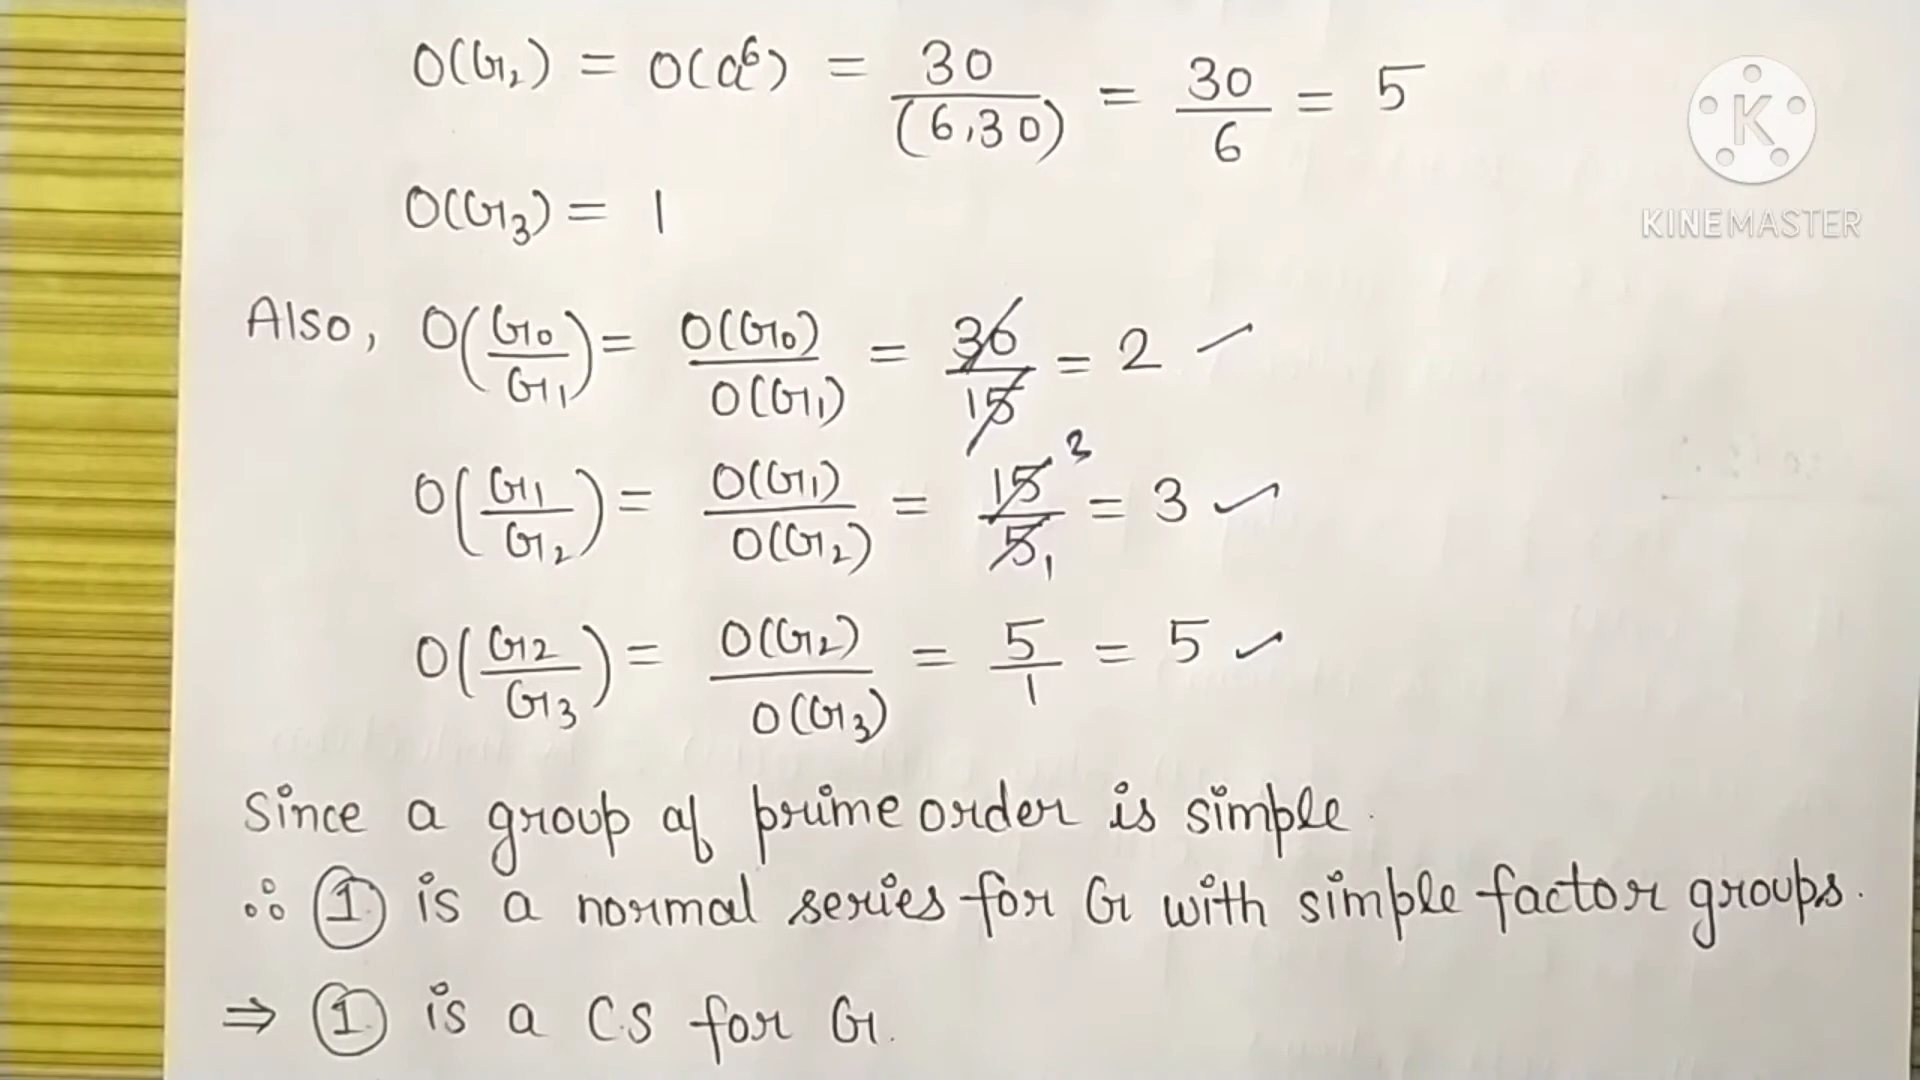 O(G₂) = O(a⁶) = 30/(6,30) = 30/6 = 5
K
KINEMASTER
O(G₃) = 1
Also, O(G₀/G₁) = O(G₀)/O(G₁) = 30/15 = 2 ✓
O(G₁/G₂) = O(G₁)/O(G₂) = 15 3/5 1 = 3 ✓
O(G₂/G₃) = O(G₂)/O(G₃) = 5/1 = 5 ✓
Since a group of prime order is simple.
∴ ① is a normal series for G with simple factor groups.
⇒ ① is a C.S for G.